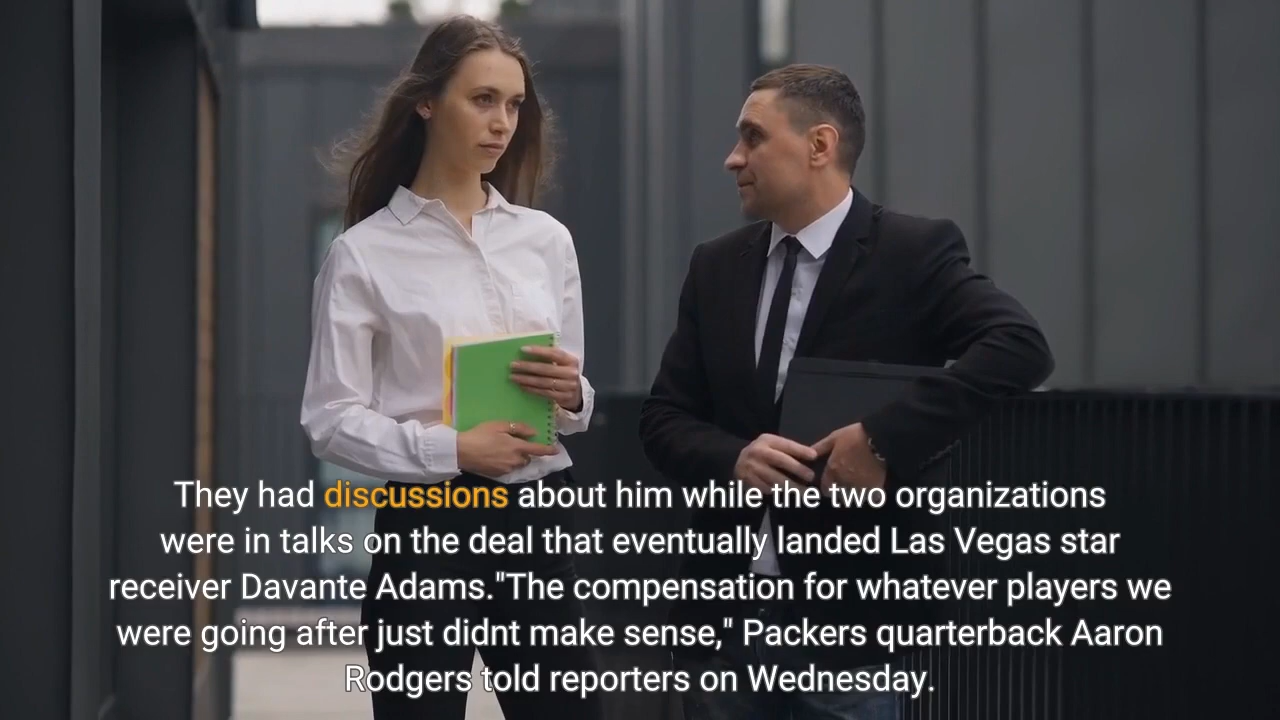 They had discussions about him while the two organizations
were in talks on the deal that eventually landed Las Vegas star
receiver Davante Adams."The compensation for whatever players we
were going after just didnt make sense," Packers quarterback Aaron
Rodgers told reporters on Wednesday.